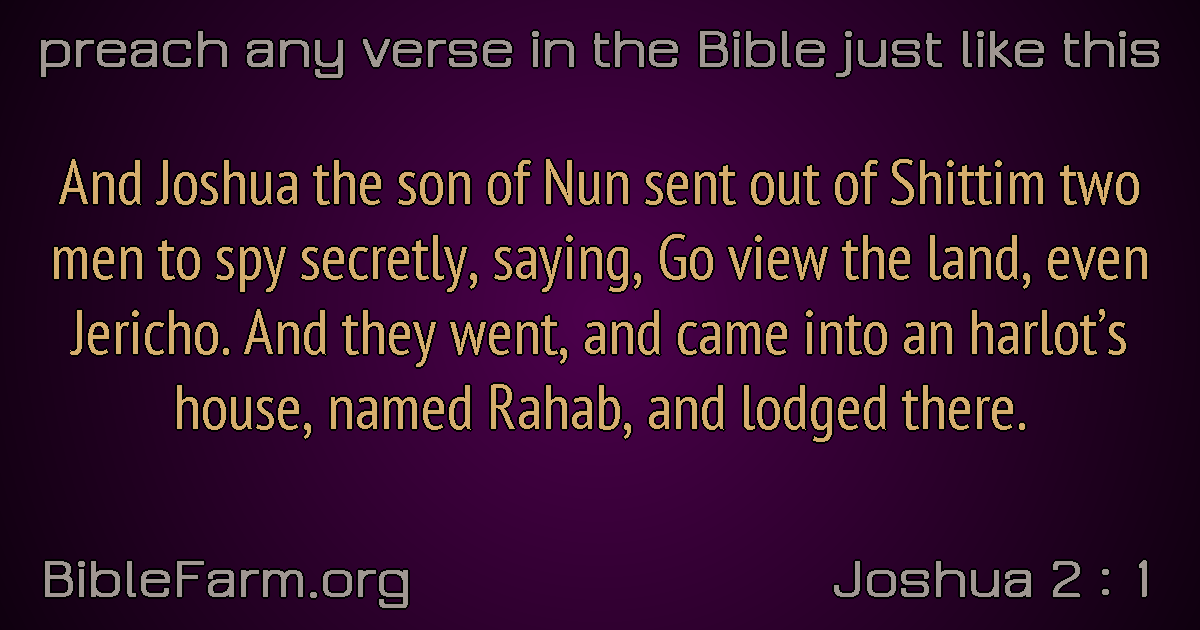 preach any verse in the Bible just like this
And Joshua the son of Nun sent out of Shittim two
men to spy secretly, saying, Go view the land, even
Jericho. And they went, and came into an harlot’s
house, named Rahab, and lodged there.
BibleFarm.org
Joshua 2 : 1